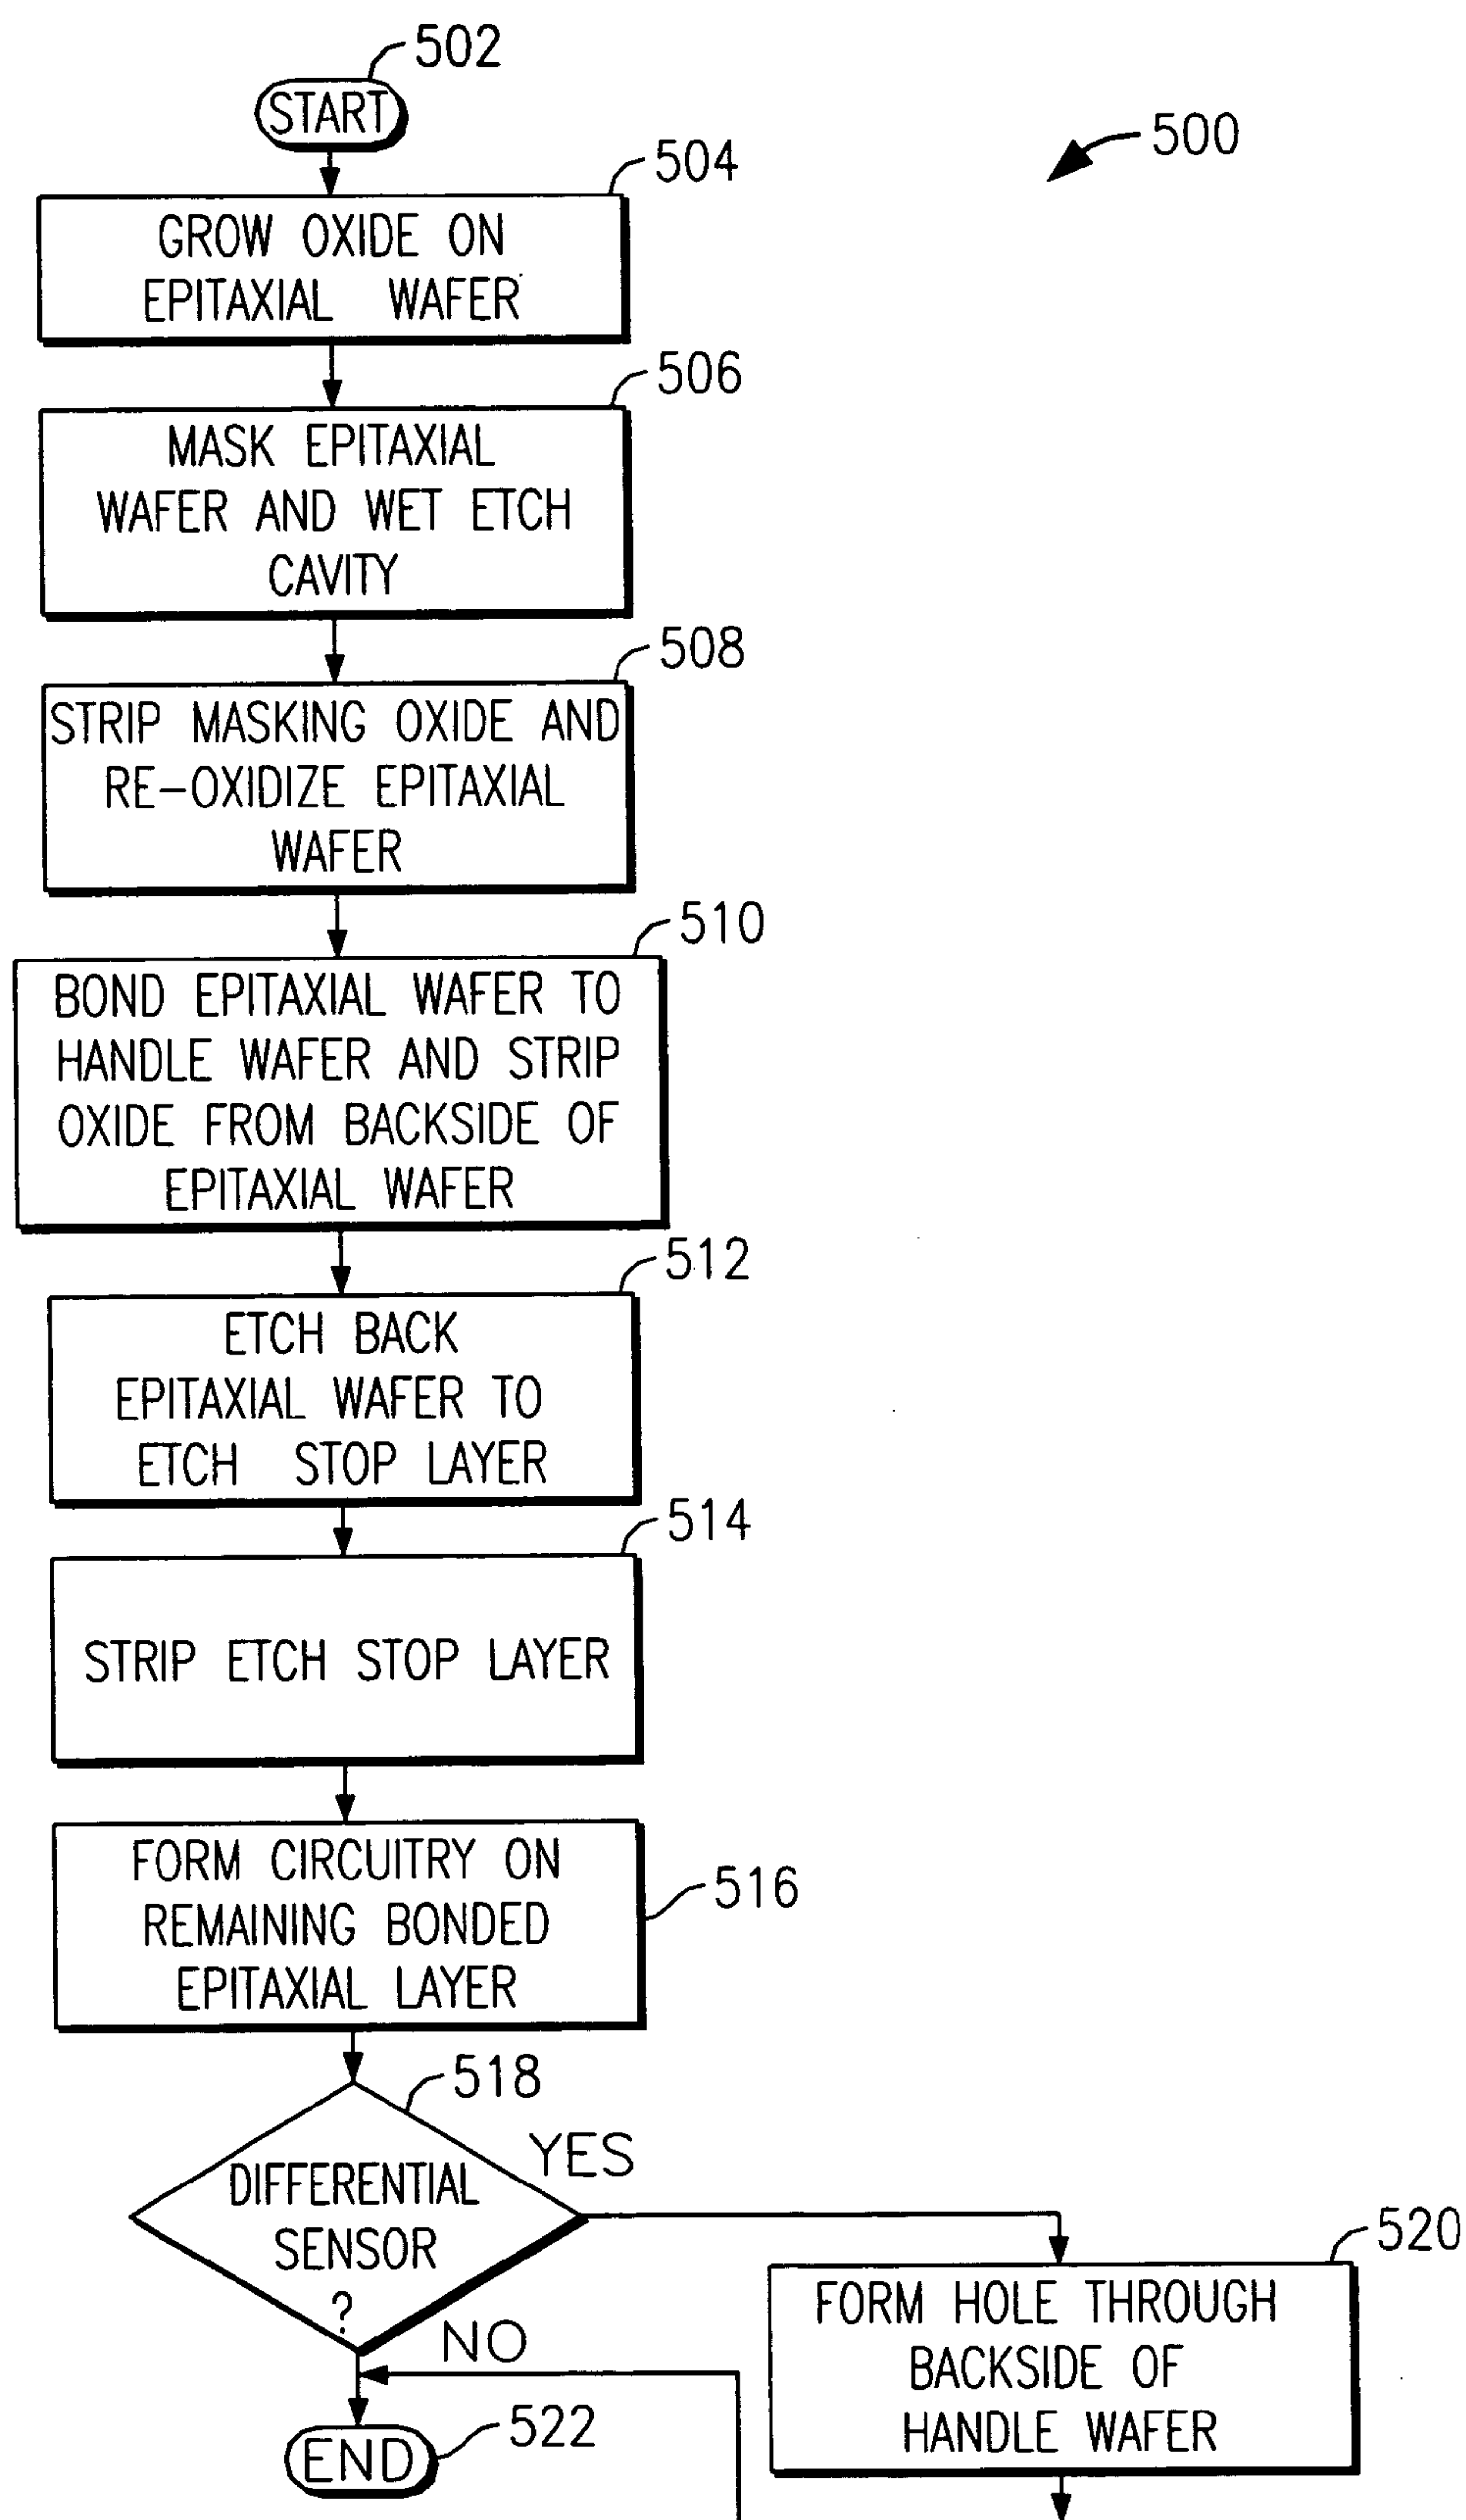 502
START
500
504
GROW OXIDE ON
EPITAXIAL WAFER
506
MASK EPITAXIAL
WAFER AND WET ETCH
CAVITY
508
STRIP MASKING OXIDE AND
RE-OXIDIZE EPITAXIAL
WAFER
510
BOND EPITAXIAL WAFER TO
HANDLE WAFER AND STRIP
OXIDE FROM BACKSIDE OF
EPITAXIAL WAFER
512
ETCH BACK
EPITAXIAL WAFER TO
ETCH STOP LAYER
514
STRIP ETCH STOP LAYER
516
FORM CIRCUITRY ON
REMAINING BONDED
EPITAXIAL LAYER
518
DIFFERENTIAL
SENSOR
?
YES
NO
520
FORM HOLE THROUGH
BACKSIDE OF
HANDLE WAFER
522
END